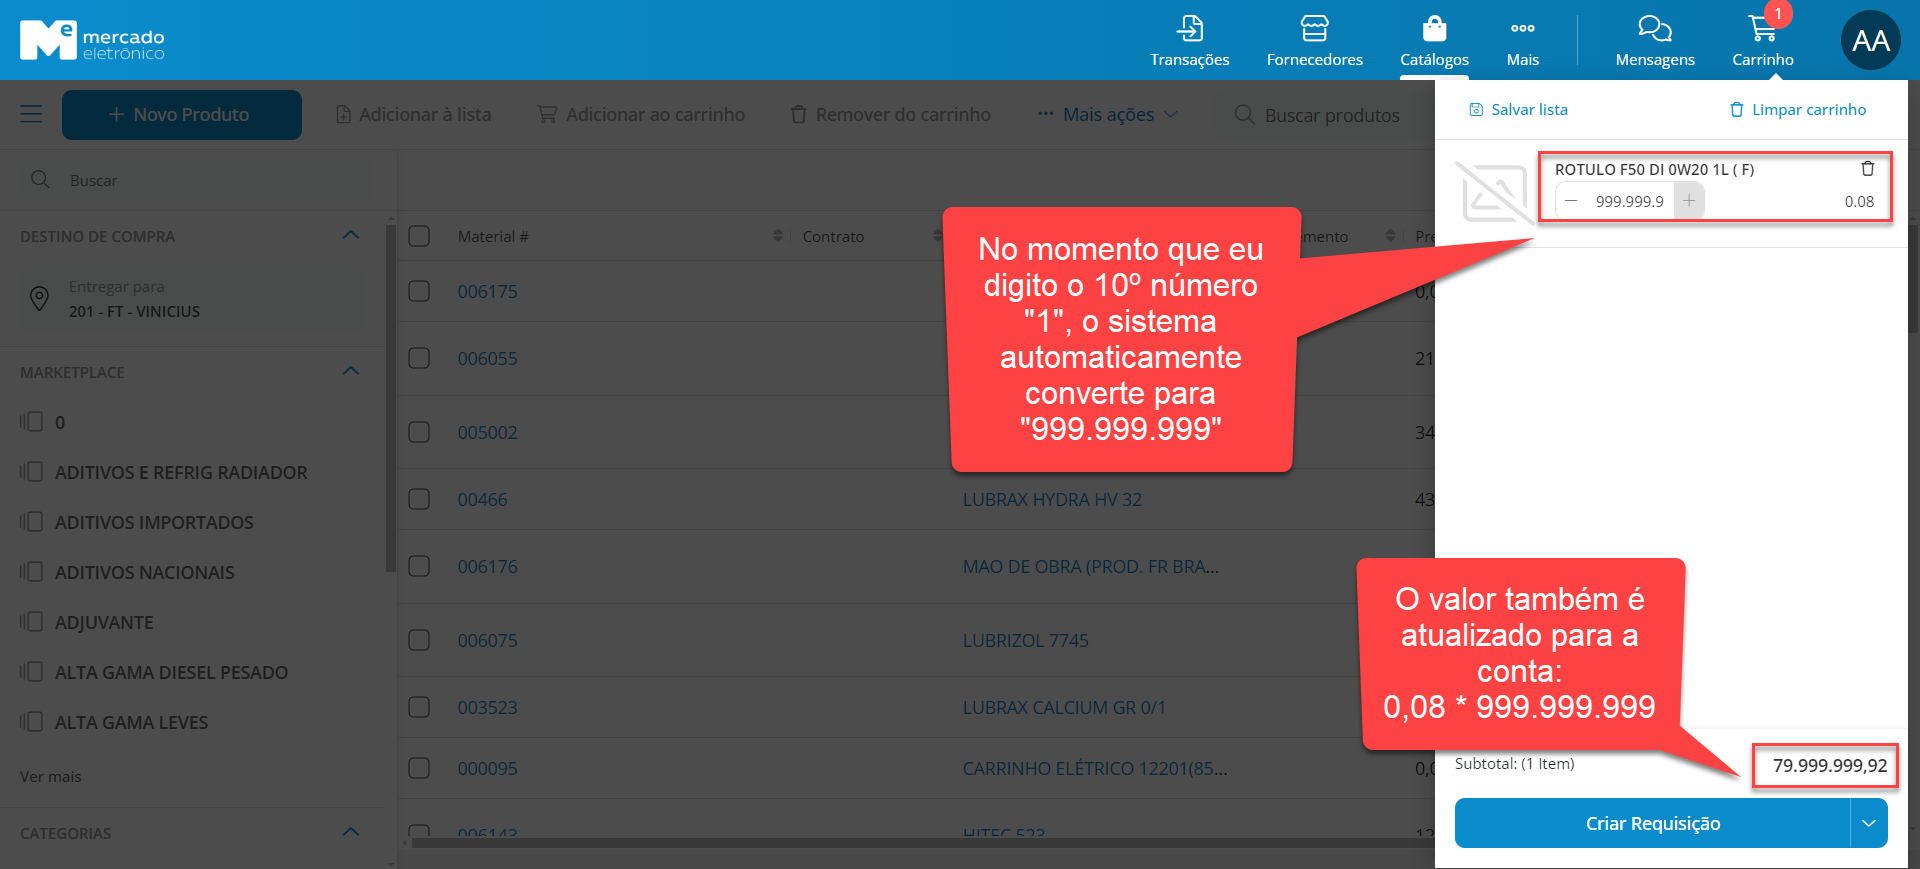 Me mercado
eletrônico
Transações
Fornecedores
Catálogos
Mais
Mensagens
1
Carrinho
AA
+ Novo Produto
Adicionar à lista
Adicionar ao carrinho
Remover do carrinho
Mais ações
Buscar produtos
Salvar lista
Limpar carrinho
Buscar
ROTULO F50 DI 0W20 1L ( F)
999.999.9
0.08
DESTINO DE COMPRA
Entregar para
201 - FT - VINICIUS
Material #
Contrato
mento
Pre
No momento que eu
digito o 10º número
"1", o sistema
automaticamente
converte para
"999.999.999"
006175
0,0
006055
21
005002
34
00466
LUBRAX HYDRA HV 32
43
006176
MAO DE OBRA (PROD. FR BRA...
006075
LUBRIZOL 7745
003523
LUBRAX CALCIUM GR 0/1
000095
CARRINHO ELÉTRICO 12201(85...
0,0
006143
HITEC 523
12
MARKETPLACE
0
ADITIVOS E REFRIG RADIADOR
ADITIVOS IMPORTADOS
ADITIVOS NACIONAIS
ADJUVANTE
ALTA GAMA DIESEL PESADO
ALTA GAMA LEVES
Ver mais
CATEGORIAS
O valor também é
atualizado para a
conta:
0,08 * 999.999.999
Subtotal: (1 Item)
79.999.999,92
Criar Requisição